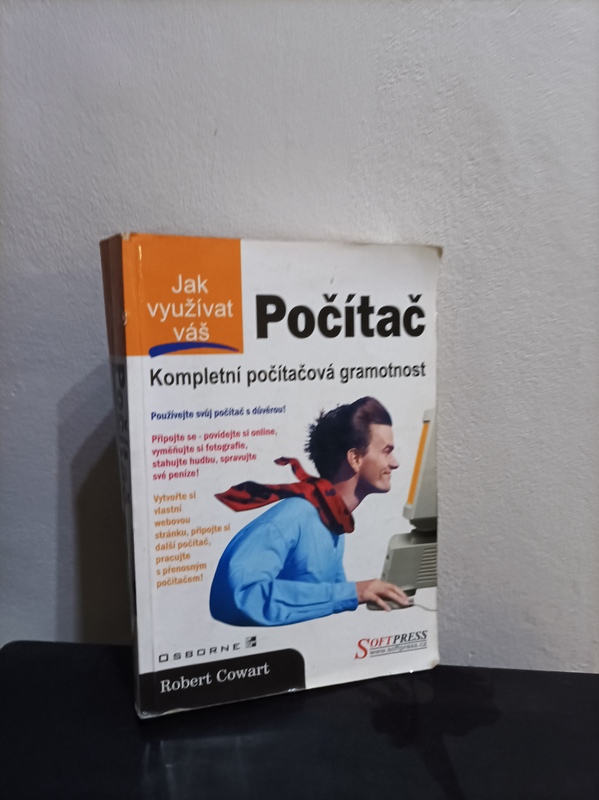 Jak
využívat
váš
Počítač
Kompletní počítačová gramotnost
Používejte svůj počítač s důvěrou!
Připojte se - povídejte si online,
vyměňujte si fotografie,
stahujte hudbu, spravujte
své peníze!
Vytvořte si
vlastní
webovou
stránku, připojte si
další počítač,
pracujte
s přenosným
počítačem!
OSBORNE
SOFTPRESS
www.softpress.cz
Robert Cowart